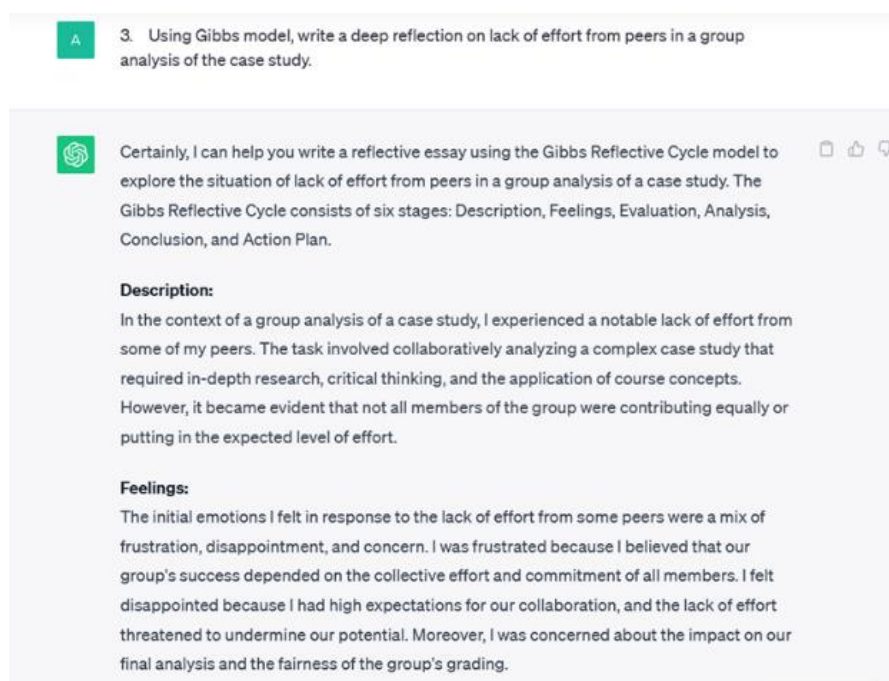 A
3. Using Gibbs model, write a deep reflection on lack of effort from peers in a group
analysis of the case study.
Certainly, I can help you write a reflective essay using the Gibbs Reflective Cycle model to
explore the situation of lack of effort from peers in a group analysis of a case study. The
Gibbs Reflective Cycle consists of six stages: Description, Feelings, Evaluation, Analysis,
Conclusion, and Action Plan.
Description:
In the context of a group analysis of a case study, I experienced a notable lack of effort from
some of my peers. The task involved collaboratively analyzing a complex case study that
required in-depth research, critical thinking, and the application of course concepts.
However, it became evident that not all members of the group were contributing equally or
putting in the expected level of effort.
Feelings:
The initial emotions I felt in response to the lack of effort from some peers were a mix of
frustration, disappointment, and concern. I was frustrated because I believed that our
group's success depended on the collective effort and commitment of all members. I felt
disappointed because I had high expectations for our collaboration, and the lack of effort
threatened to undermine our potential. Moreover, I was concerned about the impact on our
final analysis and the fairness of the group's grading.